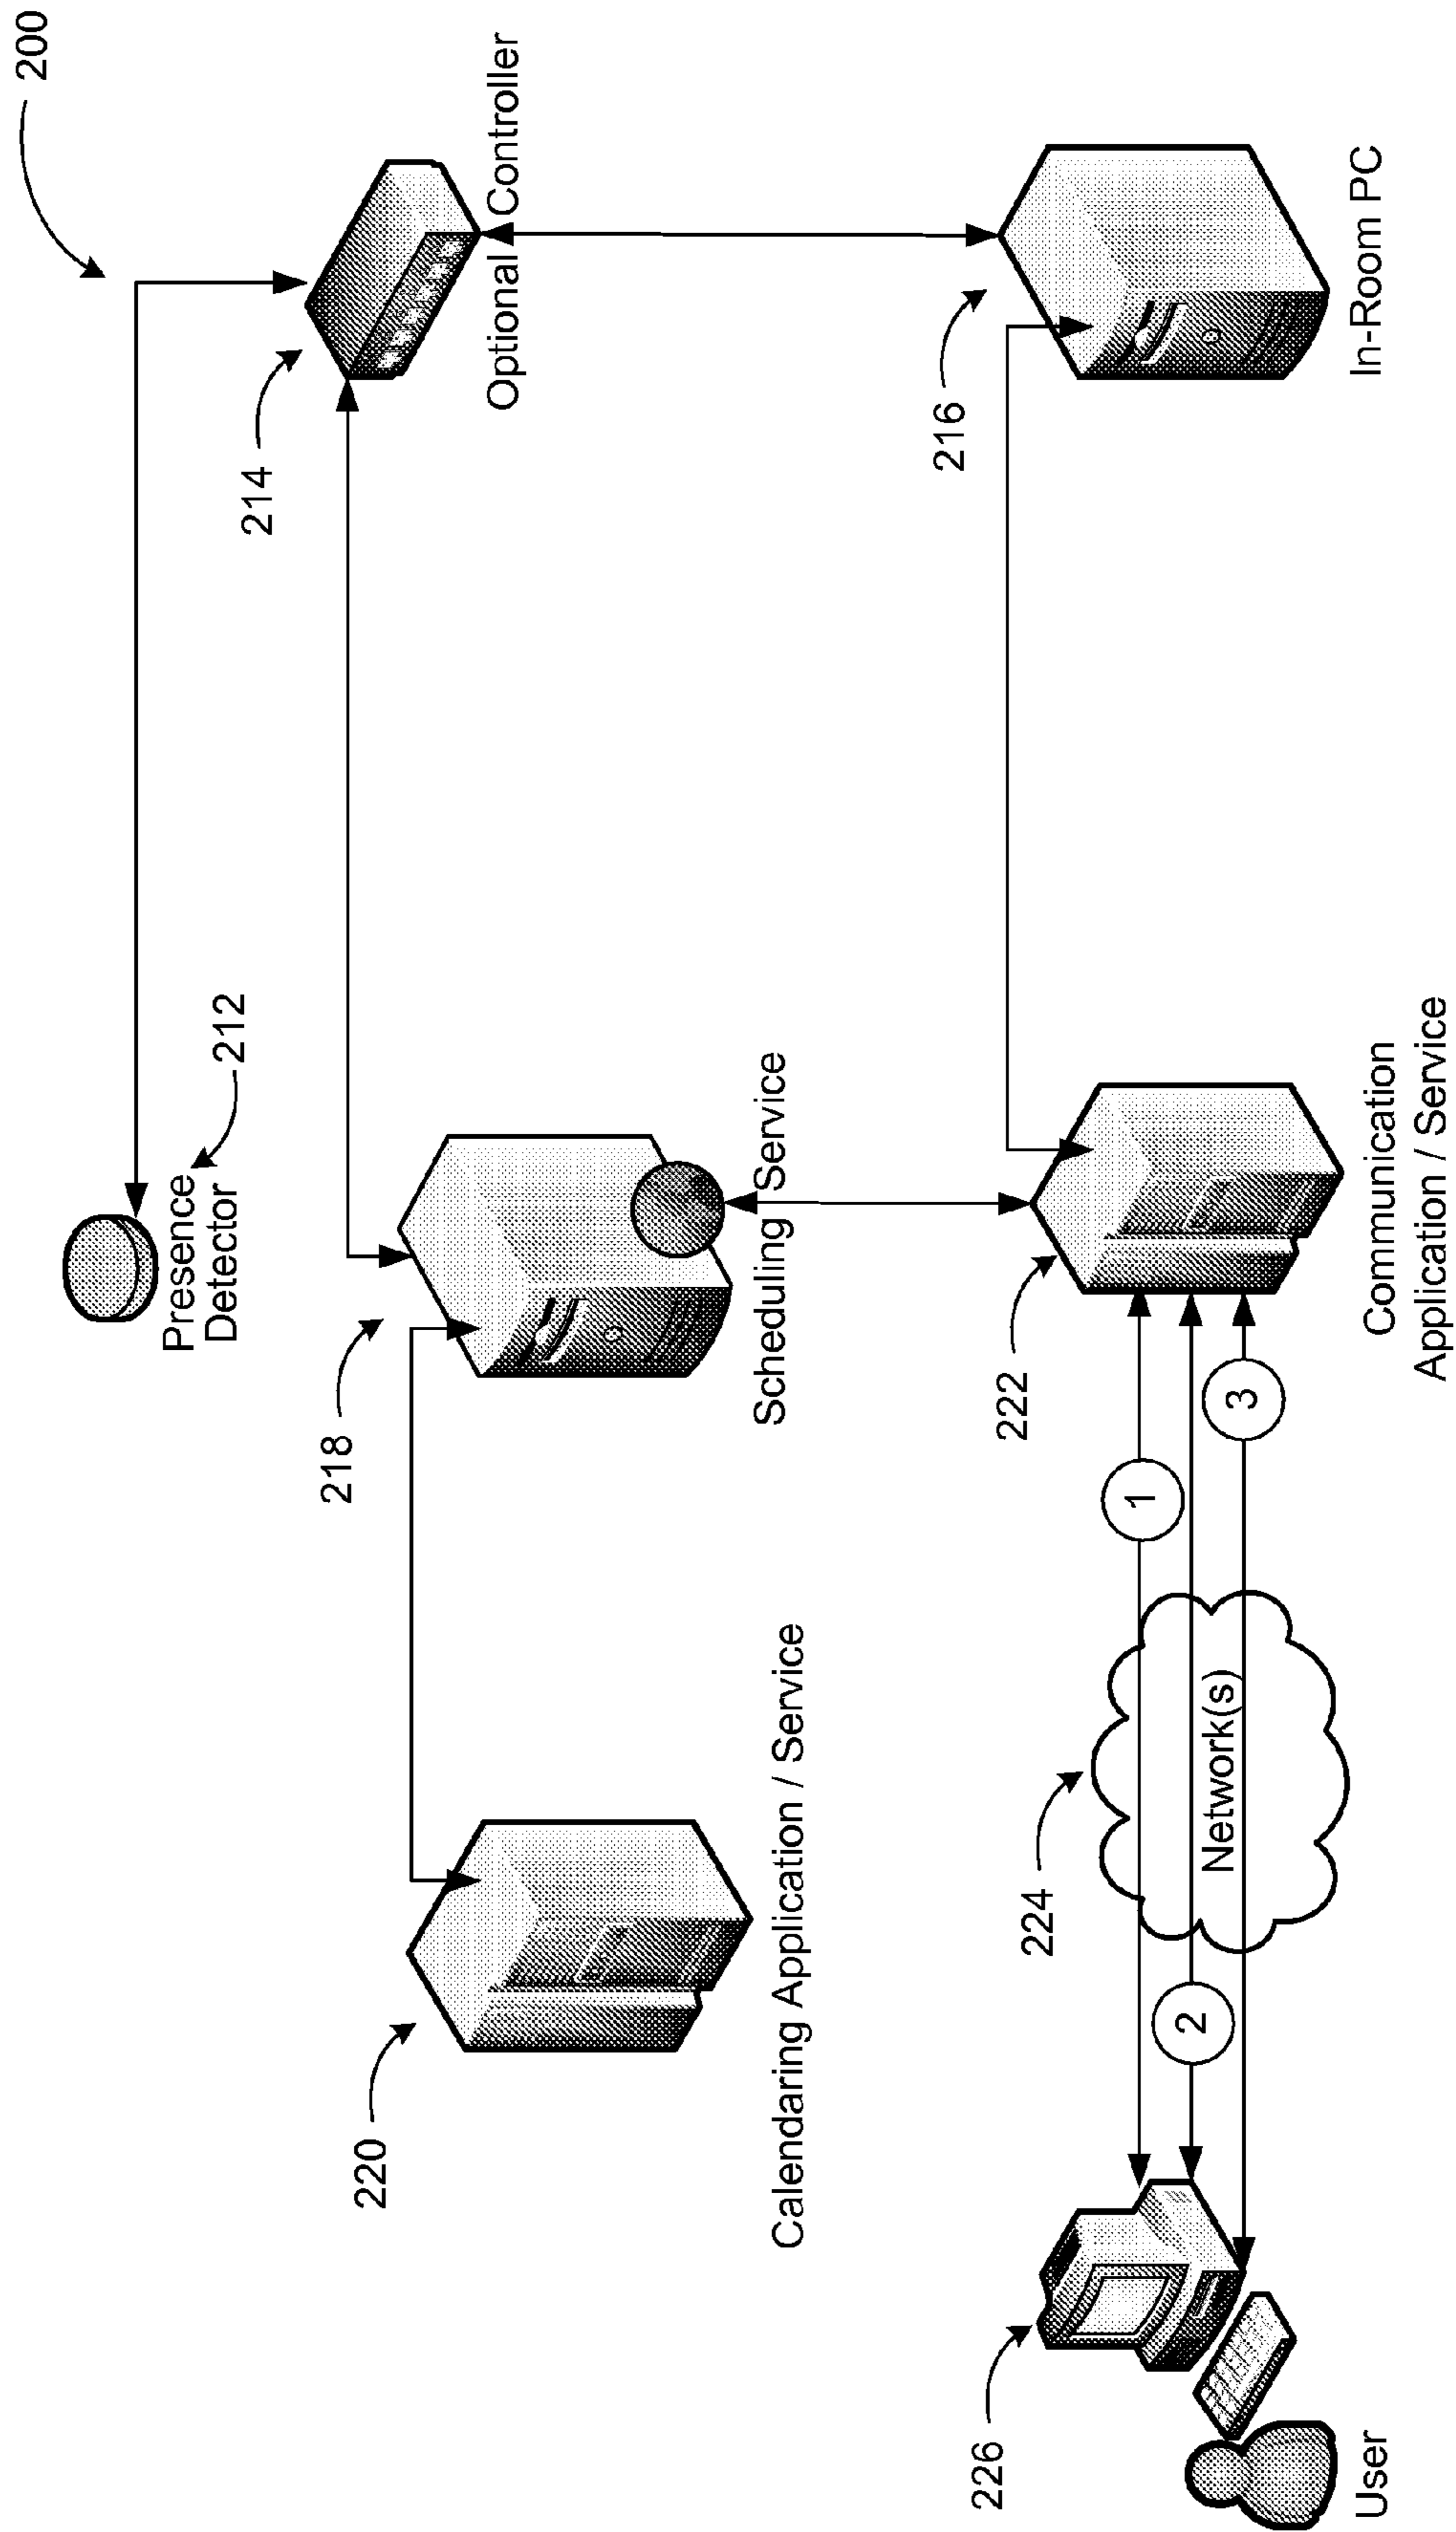 200
Presence
Detector
212
214
Optional Controller
218
Scheduling Service
220
Calendaring Application / Service
216
In-Room PC
222
Communication
Application / Service
1
2
3
224
Network(s)
226
User